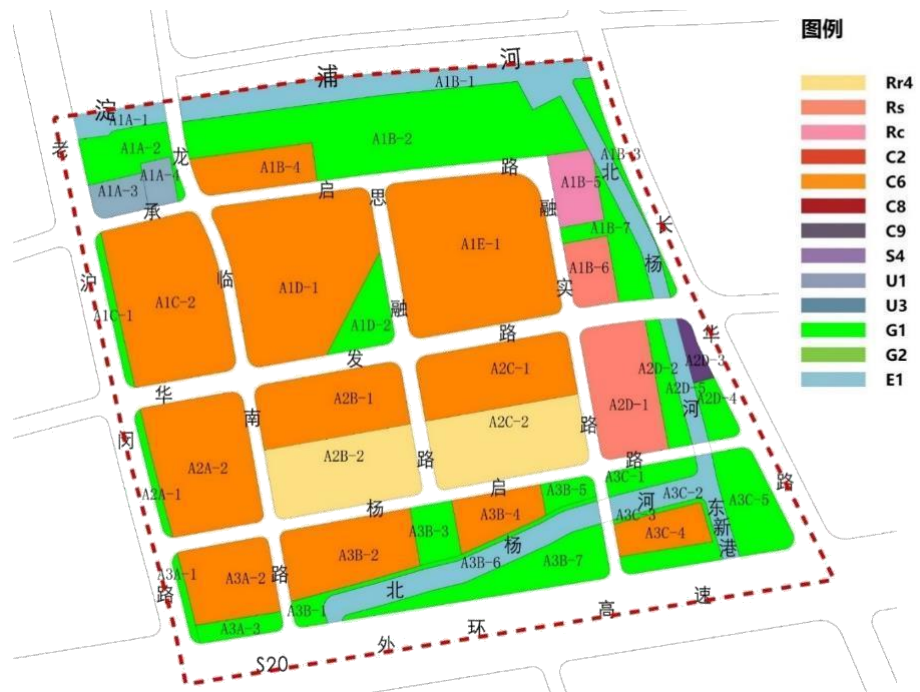 图例
Rr4
Rs
Rc
C2
C6
C8
C9
S4
U1
U3
G1
G2
E1
淀浦河
A1A-1
A1B-1
A1A-2
A1B-2
A1A-3
A1A-4
A1B-4
A1B-3
A1B-5
A1B-7
A1B-6
A1C-1
A1C-2
A1D-1
A1D-2
A1E-1
A2A-1
A2A-2
A2B-1
A2B-2
A2C-1
A2C-2
A2D-1
A2D-2
A2D-3
A2D-5
A2D-4
A3A-1
A3A-2
A3A-3
A3B-1
A3B-2
A3B-3
A3B-4
A3B-5
A3B-6
A3B-7
A3C-1
A3C-2
A3C-3
A3C-4
A3C-5
老沪闵路
龙临南路
承启路
思融路
融实路
华发路
杨启路
长华路
北杨河
北杨河
东新港
S20
外环高速